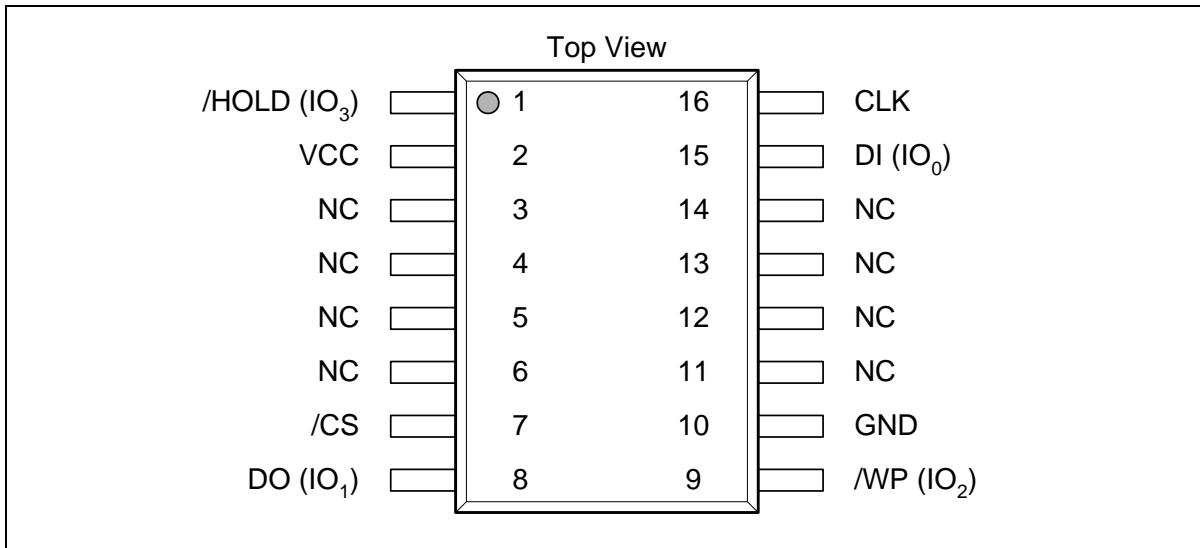 Top View
/HOLD (IO3) 1 16 CLK
VCC 2 15 DI (IO0)
NC 3 14 NC
NC 4 13 NC
NC 5 12 NC
NC 6 11 NC
/CS 7 10 GND
DO (IO1) 8 9 /WP (IO2)